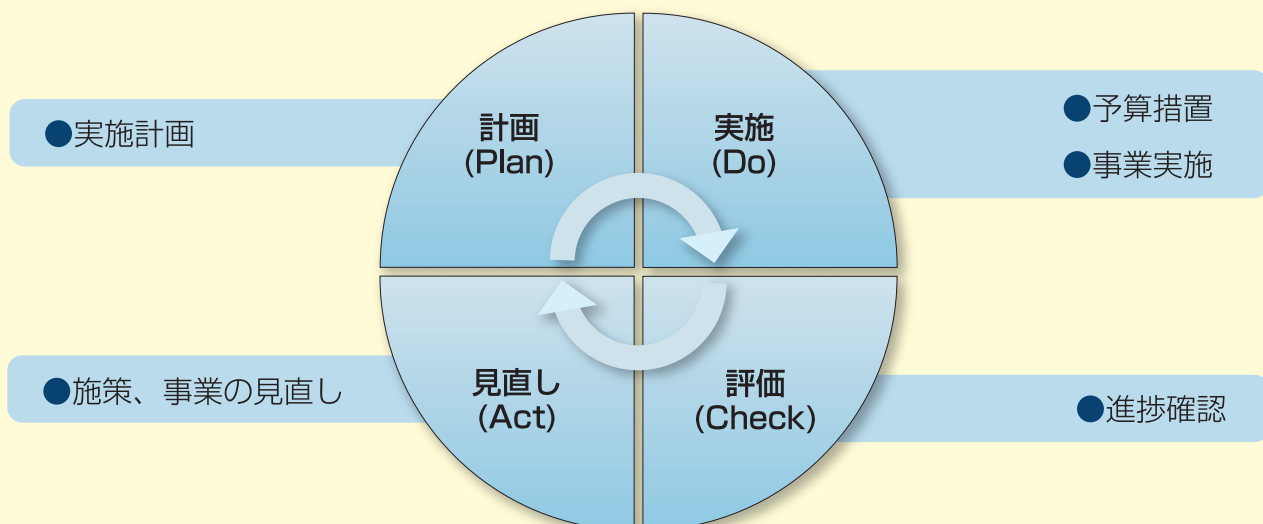 ●実施計画
計画
(Plan)
実施
(Do)
●予算措置
●事業実施
●施策、事業の見直し
見直し
(Act)
評価
(Check)
●進捗確認